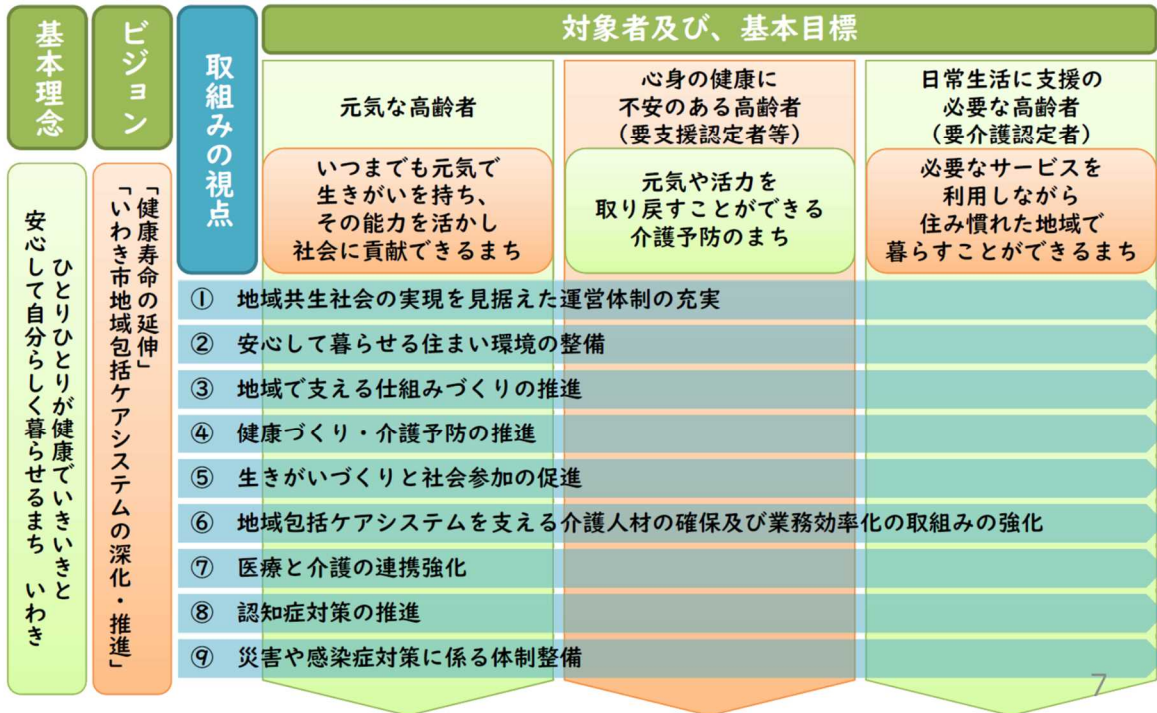 基本理念
ひとりひとりが健康でいきいきと
安心して自分らしく暮らせるまち　いわき
ビジョン
「健康寿命の延伸」
「いわき市地域包括ケアシステムの深化・推進」
取組みの視点
対象者及び、基本目標
元気な高齢者
いつまでも元気で
生きがいを持ち、
その能力を活かし
社会に貢献できるまち
心身の健康に
不安のある高齢者
（要支援認定者等）
元気や活力を
取り戻すことができる
介護予防のまち
日常生活に支援の
必要な高齢者
（要介護認定者）
必要なサービスを
利用しながら
住み慣れた地域で
暮らすことができるまち
① 地域共生社会の実現を見据えた運営体制の充実
② 安心して暮らせる住まい環境の整備
③ 地域で支える仕組みづくりの推進
④ 健康づくり・介護予防の推進
⑤ 生きがいづくりと社会参加の促進
⑥ 地域包括ケアシステムを支える介護人材の確保及び業務効率化の取組みの強化
⑦ 医療と介護の連携強化
⑧ 認知症対策の推進
⑨ 災害や感染症対策に係る体制整備
7